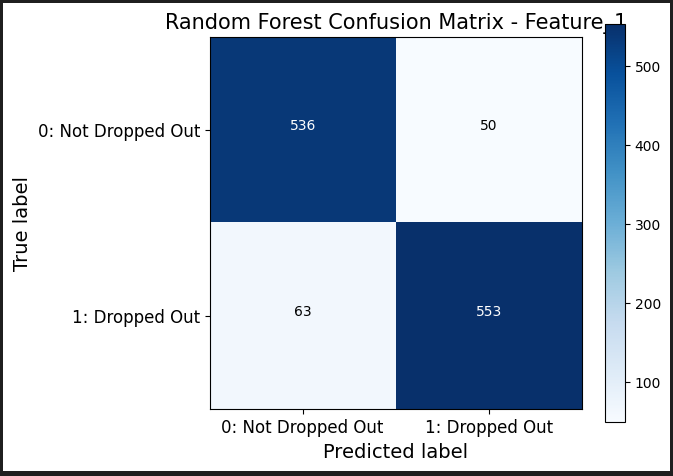 Random Forest Confusion Matrix - Feature_1
True label
0: Not Dropped Out
1: Dropped Out
536
50
63
553
0: Not Dropped Out
1: Dropped Out
Predicted label
500
400
300
200
100